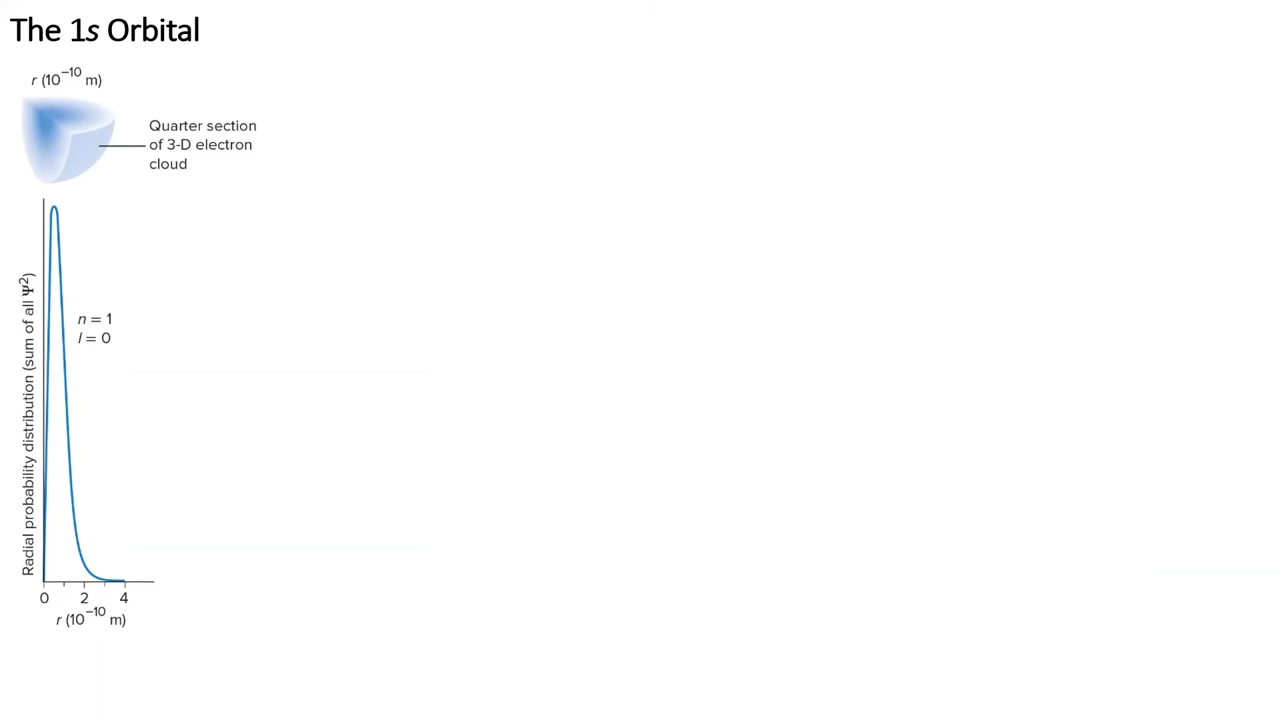 The 1s Orbital
r (10⁻¹⁰ m)
Quarter section
of 3-D electron
cloud
Radial probability distribution (sum of all Ψ²)
n = 1
l = 0
0 2 4
r (10⁻¹⁰ m)